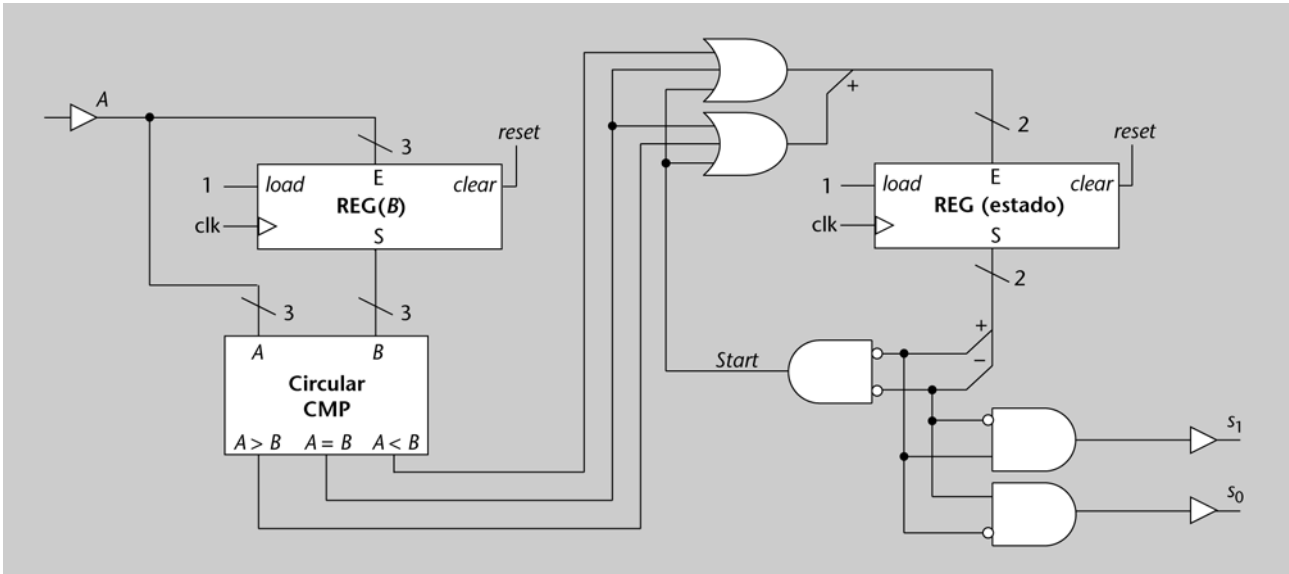 A
3
reset
1
load
E
clear
REG(B)
clk
S
3
3
A
B
Circular
CMP
A > B
A = B
A < B
+
2
reset
1
load
E
clear
REG (estado)
clk
S
2
+
−
Start
s1
s0